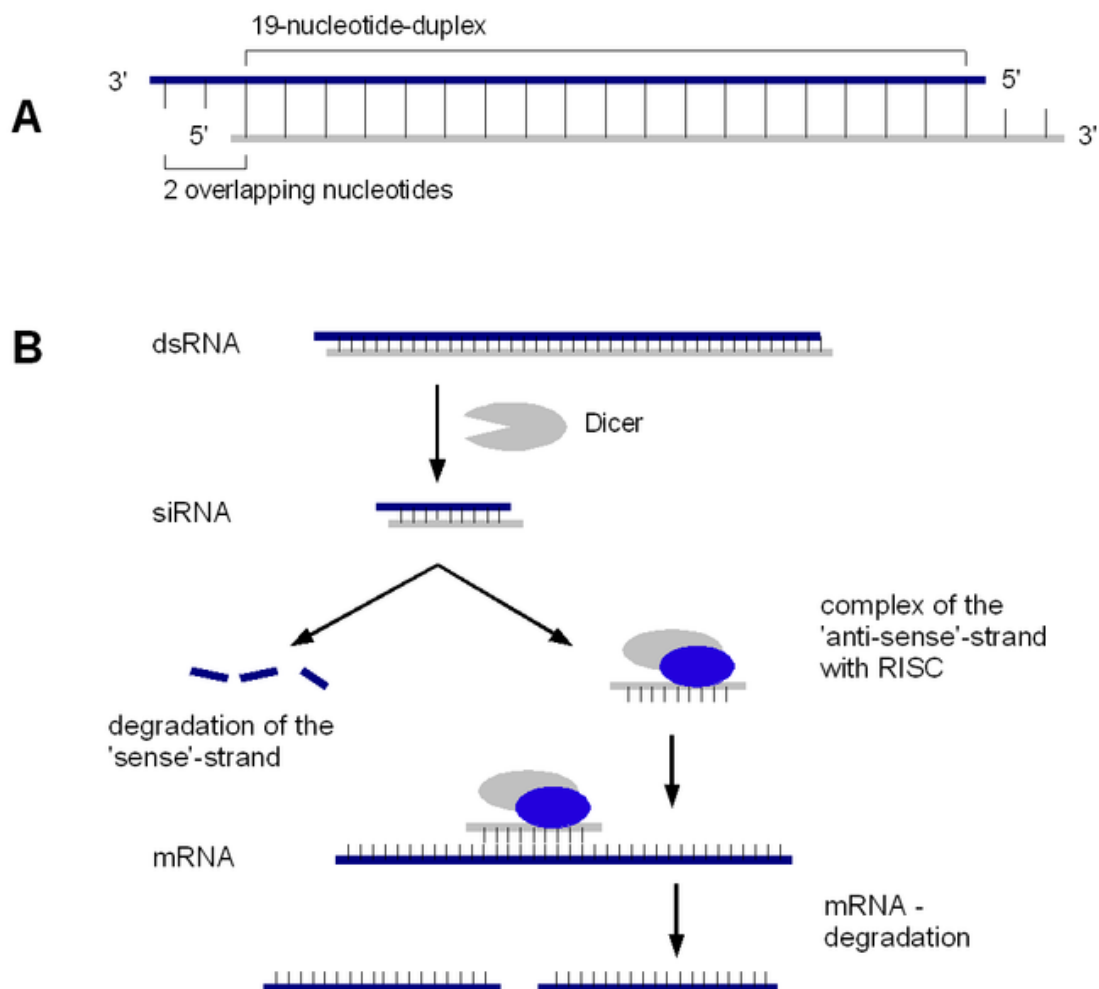 19-nucleotide-duplex
3'
5'
A
5'
3'
2 overlapping nucleotides
B
dsRNA
Dicer
siRNA
complex of the
'anti-sense'-strand
with RISC
degradation of the
'sense'-strand
mRNA
mRNA -
degradation